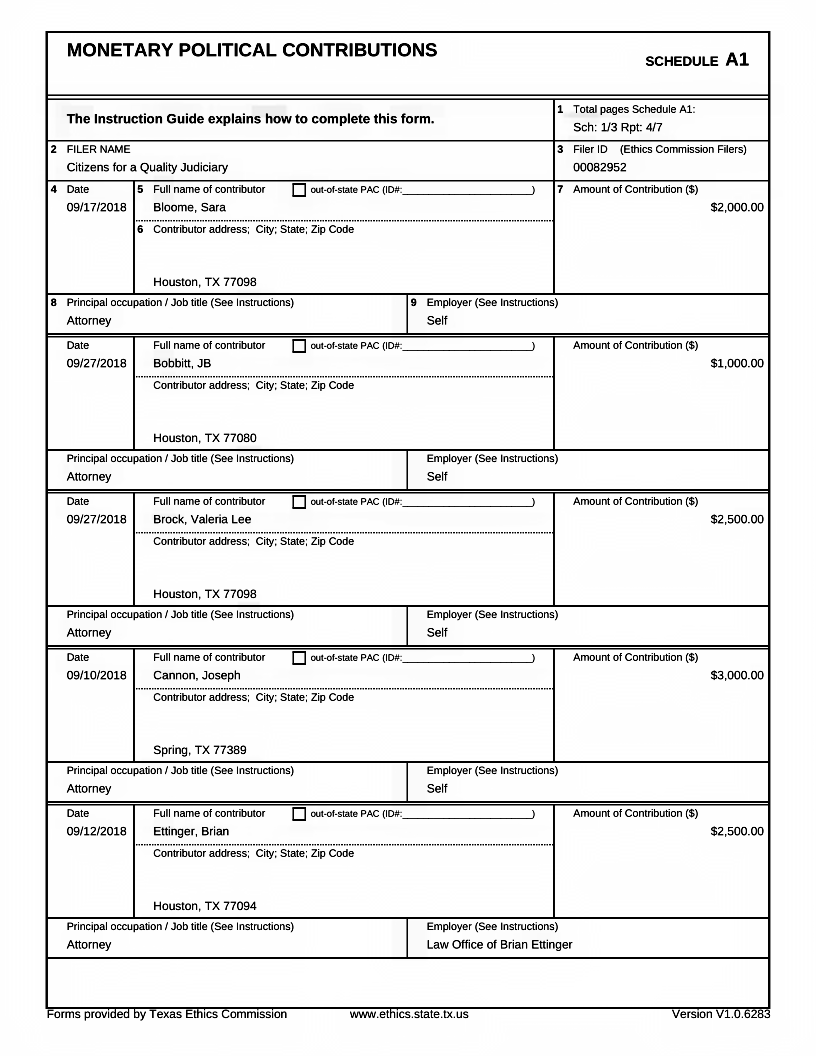 MONETARY POLITICAL CONTRIBUTIONS
SCHEDULE A1
The Instruction Guide explains how to complete this form.
1 Total pages Schedule A1:
Sch: 1/3 Rpt: 4/7
2 FILER NAME
Citizens for a Quality Judiciary
3 Filer ID (Ethics Commission Filers)
00082952
4 Date
09/17/2018
5 Full name of contributor out-of-state PAC (ID#:______________________)
Bloome, Sara
6 Contributor address; City; State; Zip Code
Houston, TX 77098
7 Amount of Contribution ($)
$2,000.00
8 Principal occupation / Job title (See Instructions)
Attorney
9 Employer (See Instructions)
Self
Date
09/27/2018
Full name of contributor out-of-state PAC (ID#:______________________)
Bobbitt, JB
Contributor address; City; State; Zip Code
Houston, TX 77080
Amount of Contribution ($)
$1,000.00
Principal occupation / Job title (See Instructions)
Attorney
Employer (See Instructions)
Self
Date
09/27/2018
Full name of contributor out-of-state PAC (ID#:______________________)
Brock, Valeria Lee
Contributor address; City; State; Zip Code
Houston, TX 77098
Amount of Contribution ($)
$2,500.00
Principal occupation / Job title (See Instructions)
Attorney
Employer (See Instructions)
Self
Date
09/10/2018
Full name of contributor out-of-state PAC (ID#:______________________)
Cannon, Joseph
Contributor address; City; State; Zip Code
Spring, TX 77389
Amount of Contribution ($)
$3,000.00
Principal occupation / Job title (See Instructions)
Attorney
Employer (See Instructions)
Self
Date
09/12/2018
Full name of contributor out-of-state PAC (ID#:______________________)
Ettinger, Brian
Contributor address; City; State; Zip Code
Houston, TX 77094
Amount of Contribution ($)
$2,500.00
Principal occupation / Job title (See Instructions)
Attorney
Employer (See Instructions)
Law Office of Brian Ettinger
Forms provided by Texas Ethics Commission www.ethics.state.tx.us Version V1.0.6283